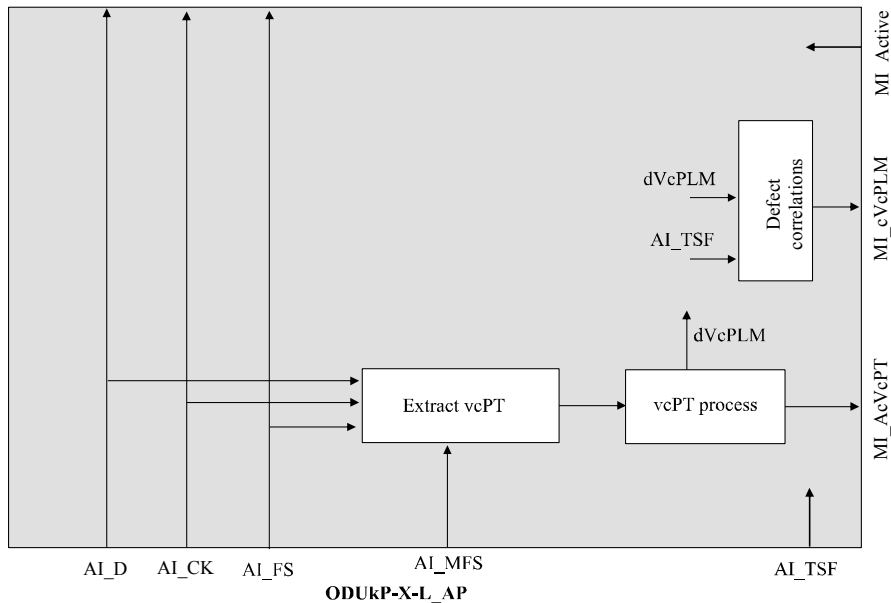 MI_Active
dVcPLM
AI_TSF
Defect
correlations
MI_cVcPLM
dVcPLM
Extract vcPT
vcPT process
MI_AcVcPT
AI_D
AI_CK
AI_FS
AI_MFS
AI_TSF
ODUkP-X-L_AP